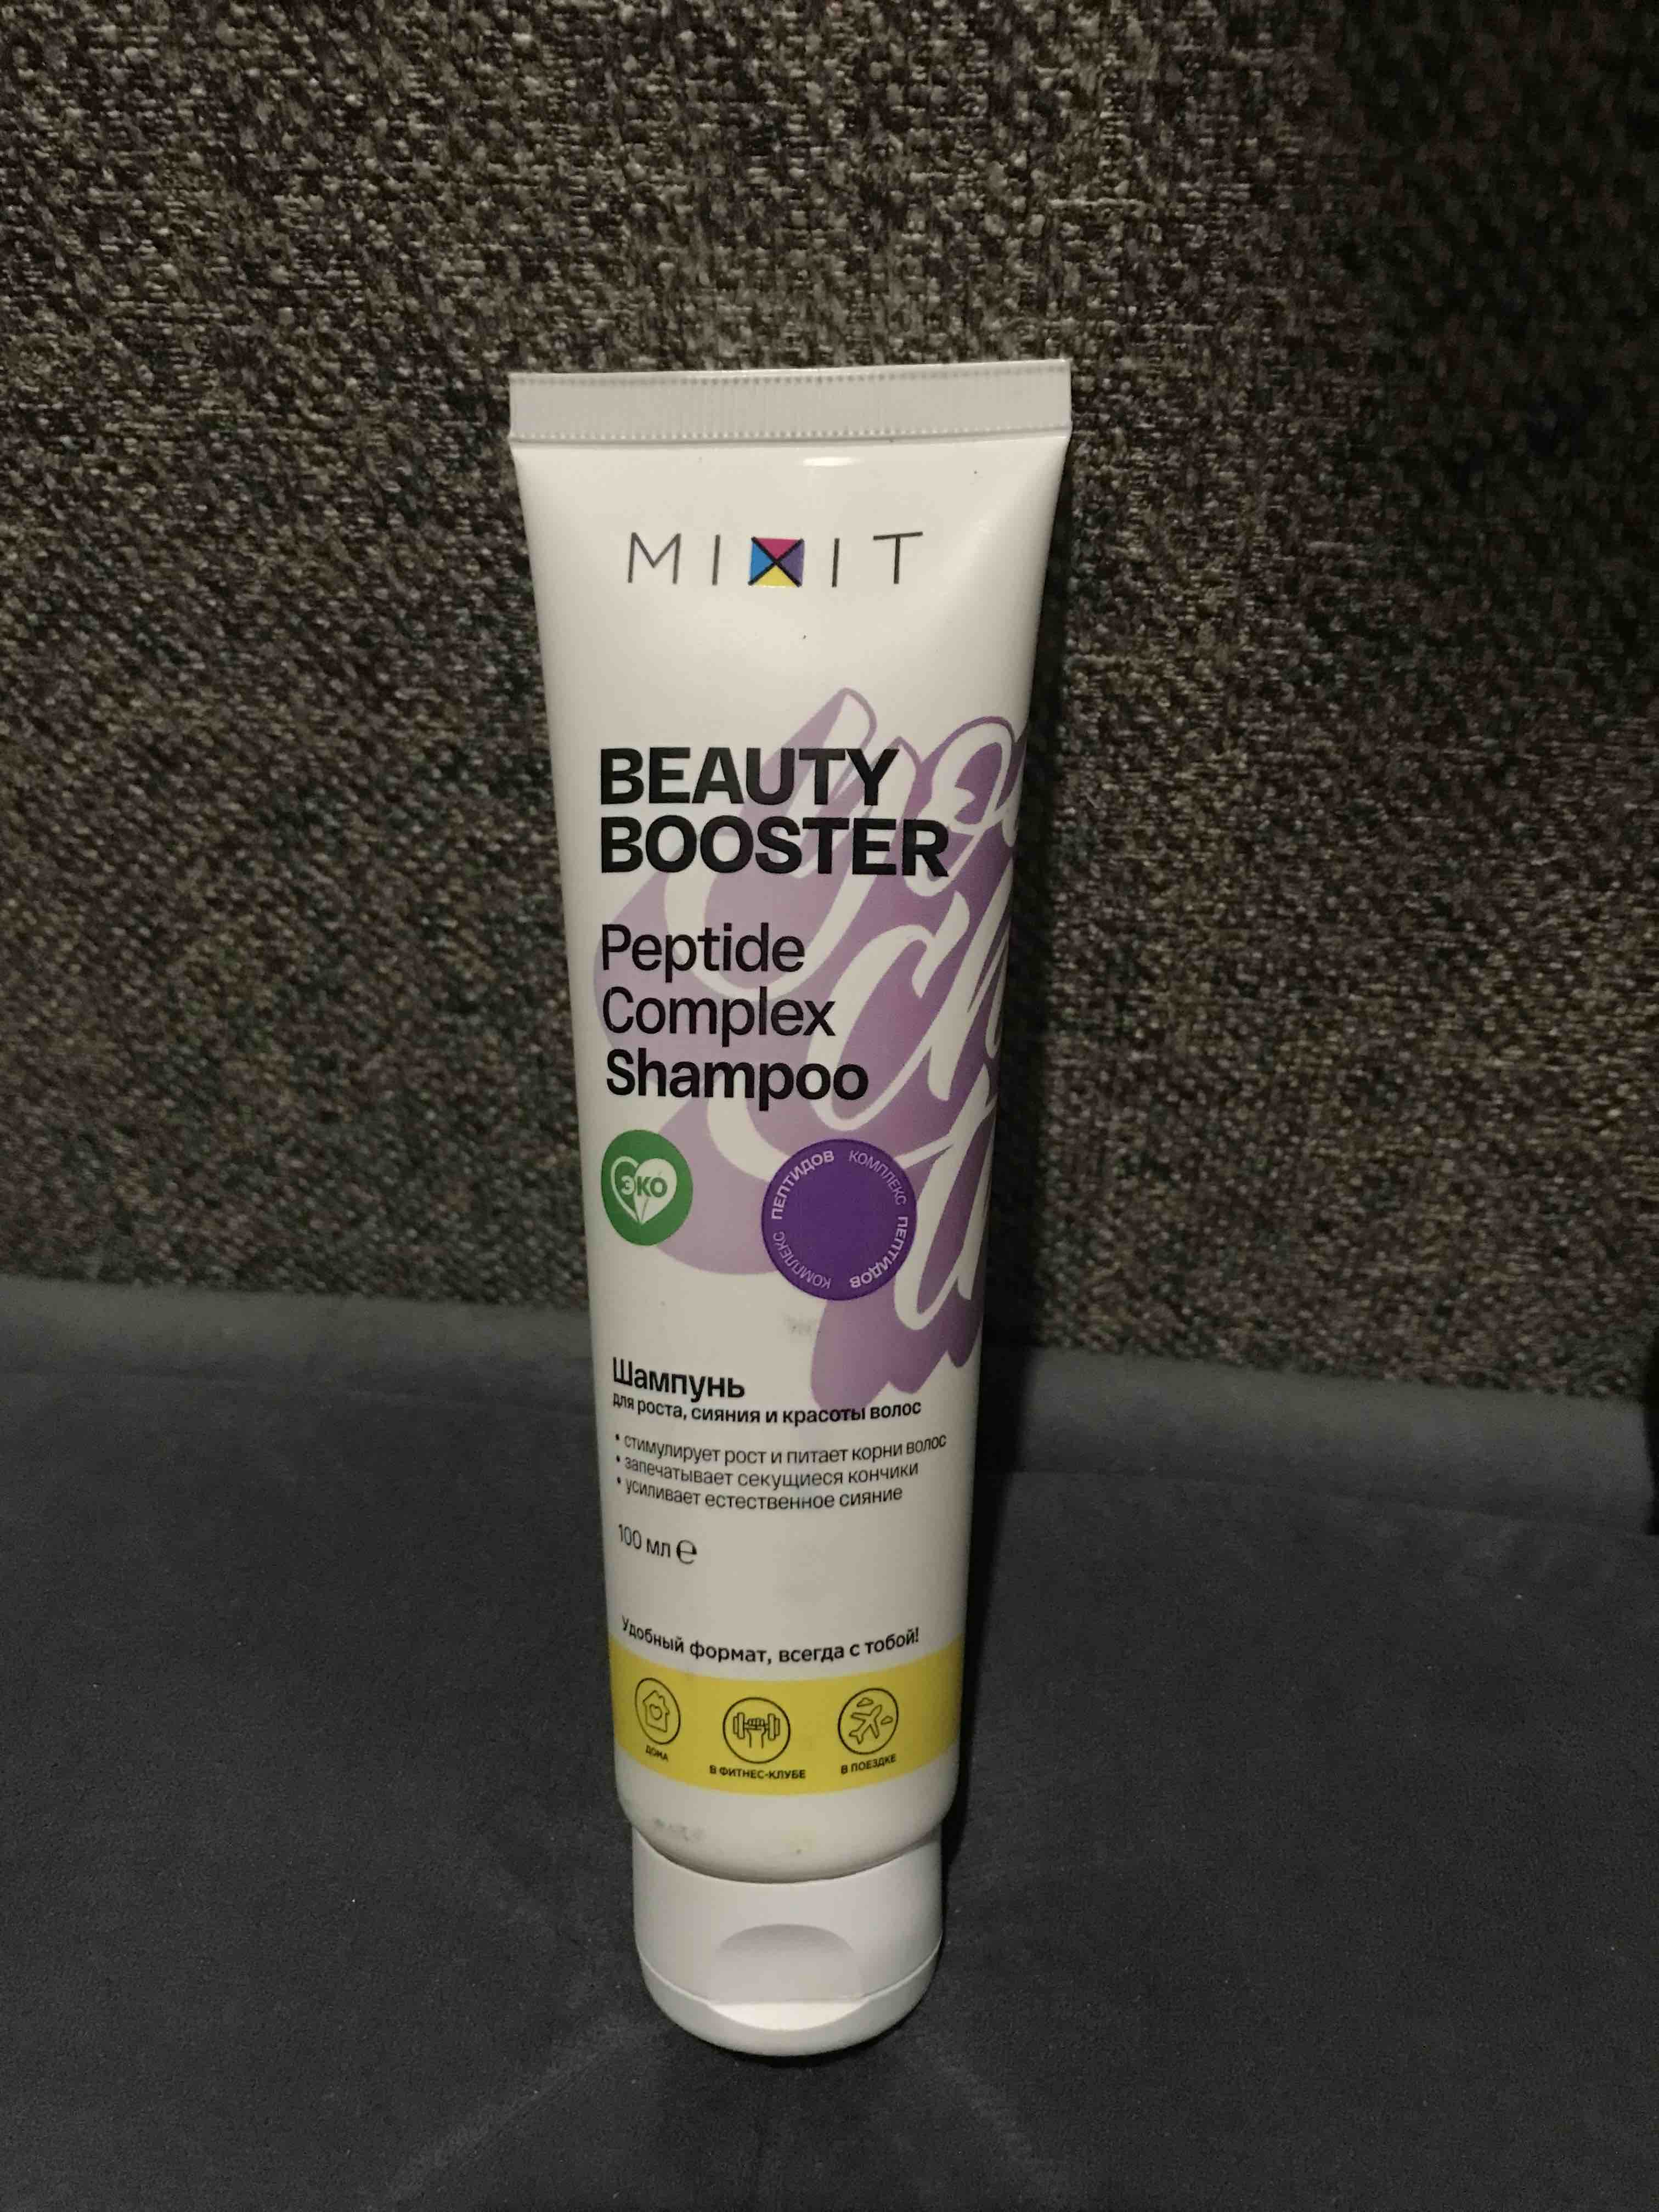 MIXIT
BEAUTY
BOOSTER
Peptide
Complex
Shampoo
ЭКО
КОМПЛЕКС ПЕПТИДОВ КОМПЛЕКС ПЕПТИДОВ
Шампунь
для роста, сияния и красоты волос
• стимулирует рост и питает корни волос
• запечатывает секущиеся кончики
• усиливает естественное сияние
100 мл ℮
Удобный формат, всегда с тобой!
ДОМА
В ФИТНЕС-КЛУБЕ
В ПОЕЗДКЕ